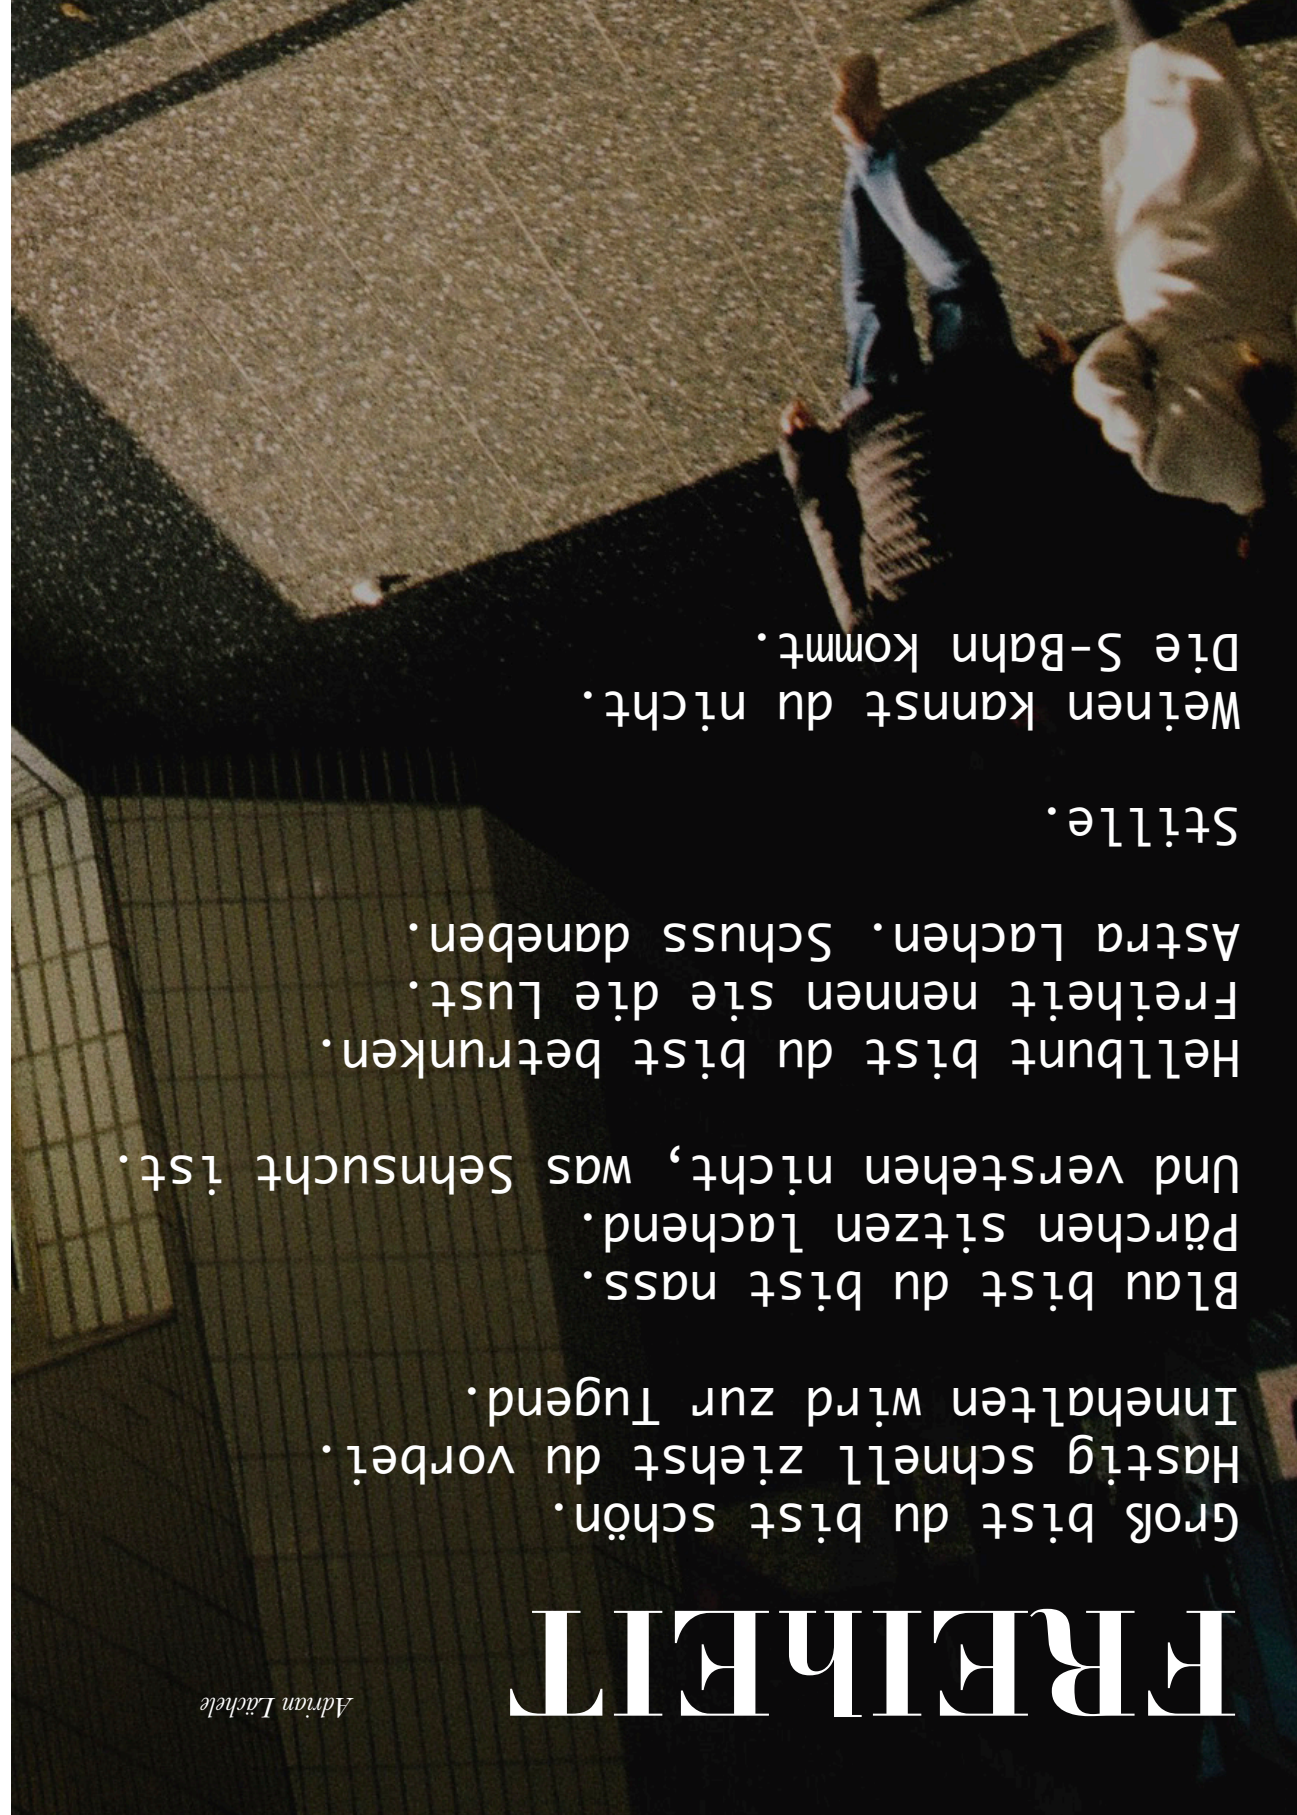 Adrian Lächele
FREIhEIT
Groß bist du bist schön.
Hastig schnell ziehst du vorbei.
Innehalten wird zur Tugend.
Blau bist du bist nass.
Pärchen sitzen lachend.
Und verstehen nicht, was Sehnsucht ist.
Hellbunt bist du bist betrunken.
Freiheit nennen sie die Lust.
Astra Lachen. Schuss daneben.
Stille.
Weinen kannst du nicht.
Die S-Bahn kommt.